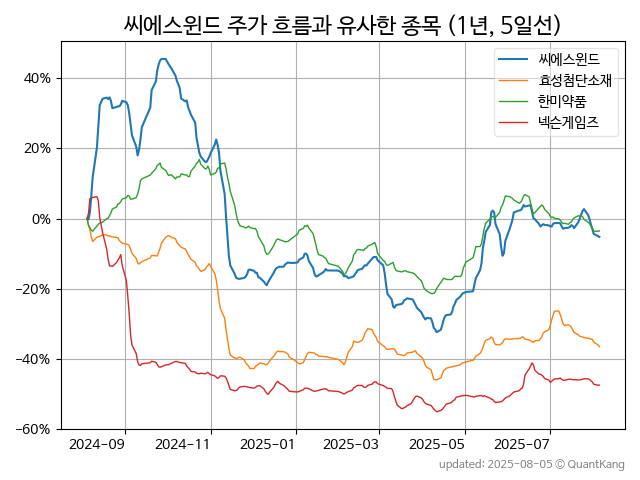 씨에스윈드 주가 흐름과 유사한 종목 (1년, 5일선)
씨에스윈드
효성첨단소재
한미약품
넥슨게임즈
40%
20%
0%
−20%
−40%
−60%
2024-09 2024-11 2025-01 2025-03 2025-05 2025-07
updated: 2025-08-05 © QuantKang